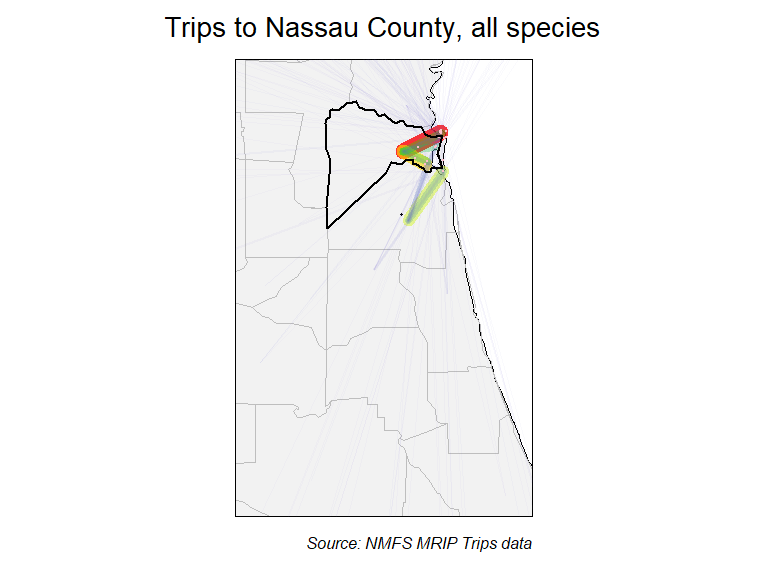 Trips to Nassau County, all species
Source: NMFS MRIP Trips data